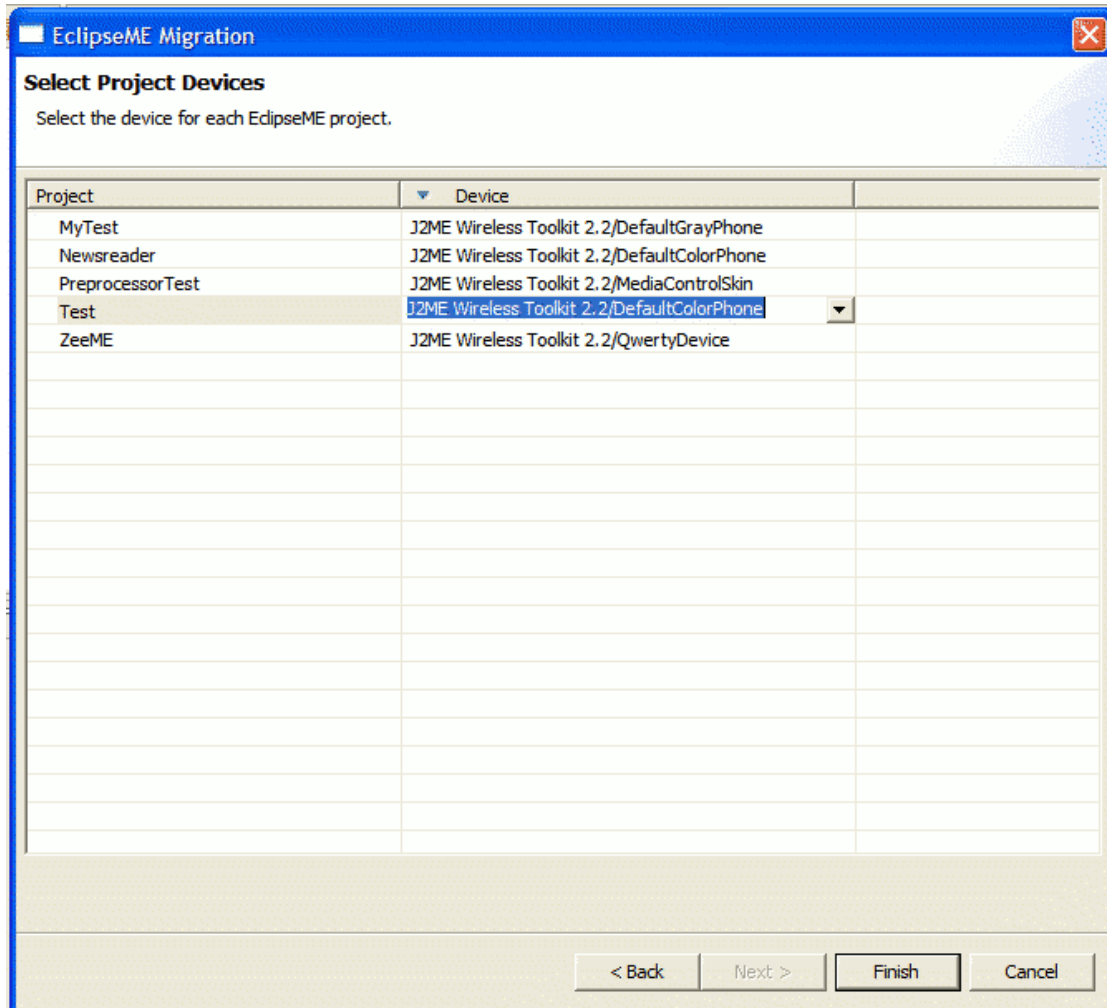 EclipseME Migration
Select Project Devices
Select the device for each EclipseME project.
Project Device
MyTest J2ME Wireless Toolkit 2.2/DefaultGrayPhone
Newsreader J2ME Wireless Toolkit 2.2/DefaultColorPhone
PreprocessorTest J2ME Wireless Toolkit 2.2/MediaControlSkin
Test J2ME Wireless Toolkit 2.2/DefaultColorPhone
ZeeME J2ME Wireless Toolkit 2.2/QwertyDevice
< Back Next > Finish Cancel